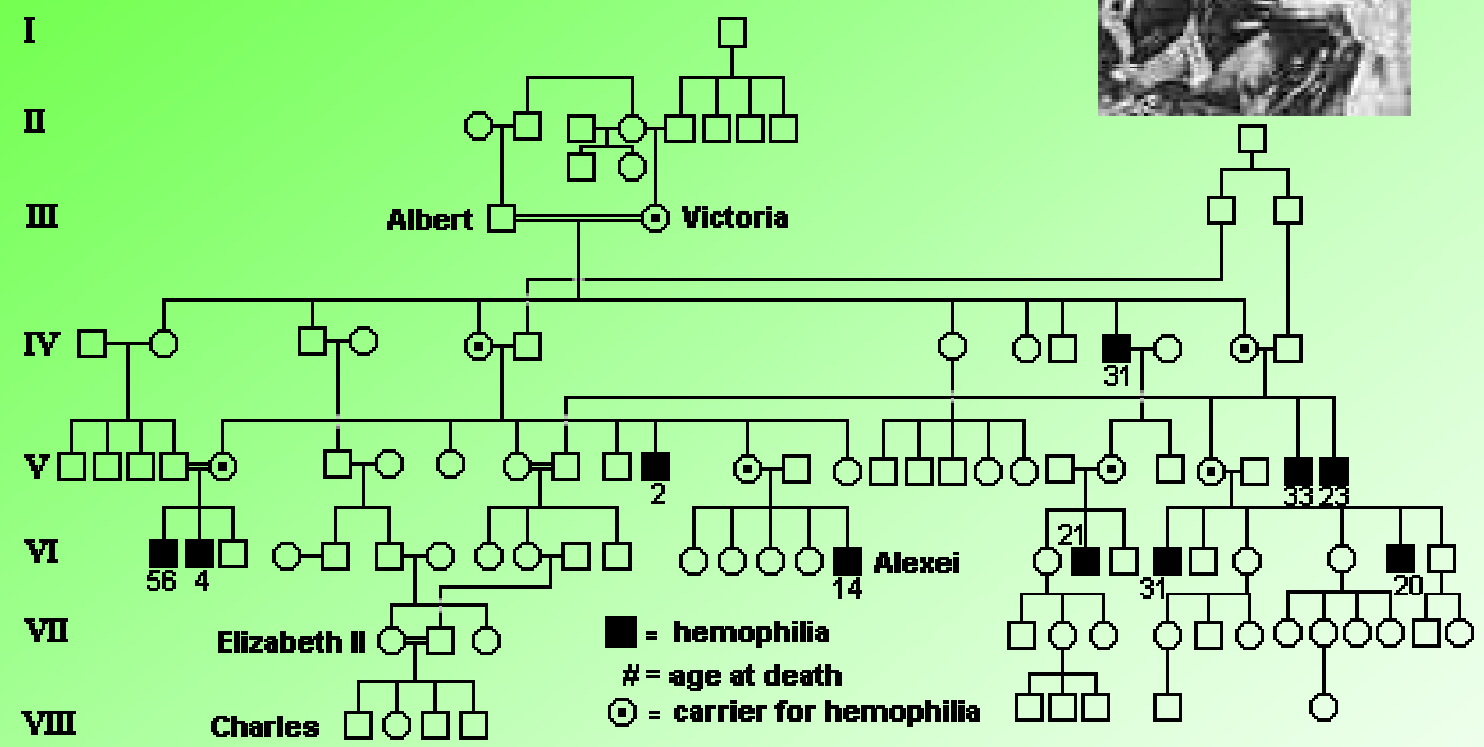 I
II
III
Albert
Victoria
IV
31
V
2
33 23
VI
21
56 4
Alexei
14
31
20
VII
Elizabeth II
= hemophilia
# = age at death
= carrier for hemophilia
VIII
Charles